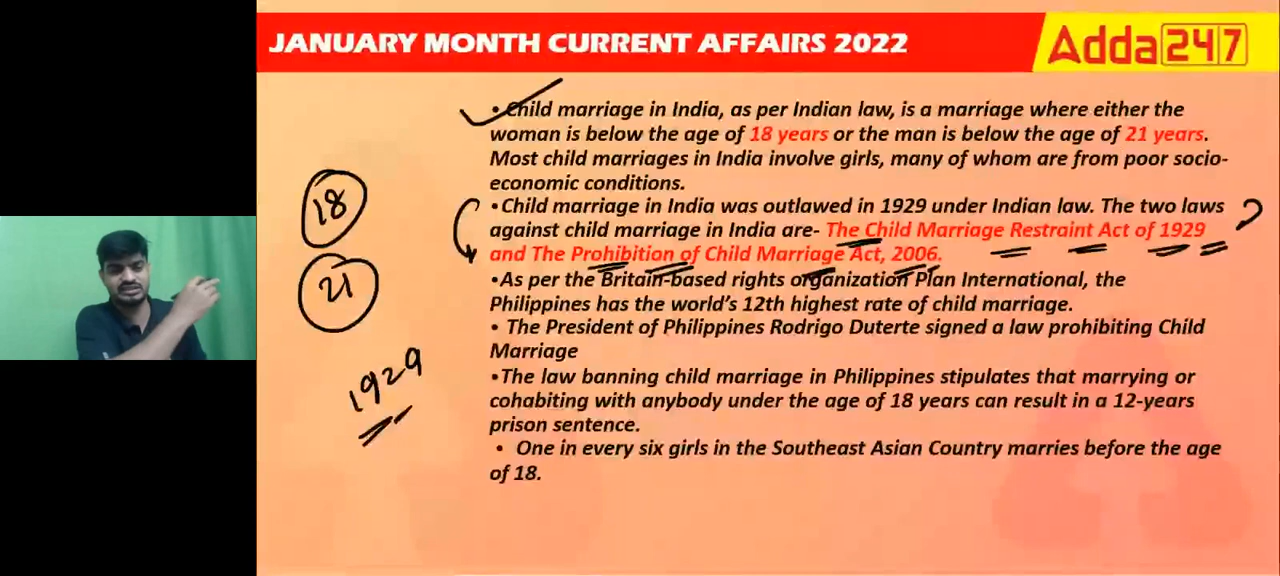 JANUARY MONTH CURRENT AFFAIRS 2022
Adda247
• Child marriage in India, as per Indian law, is a marriage where either the
woman is below the age of 18 years or the man is below the age of 21 years.
Most child marriages in India involve girls, many of whom are from poor socio-
economic conditions.
•Child marriage in India was outlawed in 1929 under Indian law. The two laws
against child marriage in India are- The Child Marriage Restraint Act of 1929
and The Prohibition of Child Marriage Act, 2006.
•As per the Britain-based rights organization Plan International, the
Philippines has the world's 12th highest rate of child marriage.
• The President of Philippines Rodrigo Duterte signed a law prohibiting Child
Marriage
•The law banning child marriage in Philippines stipulates that marrying or
cohabiting with anybody under the age of 18 years can result in a 12-years
prison sentence.
• One in every six girls in the Southeast Asian Country marries before the age
of 18.
18
21
1929